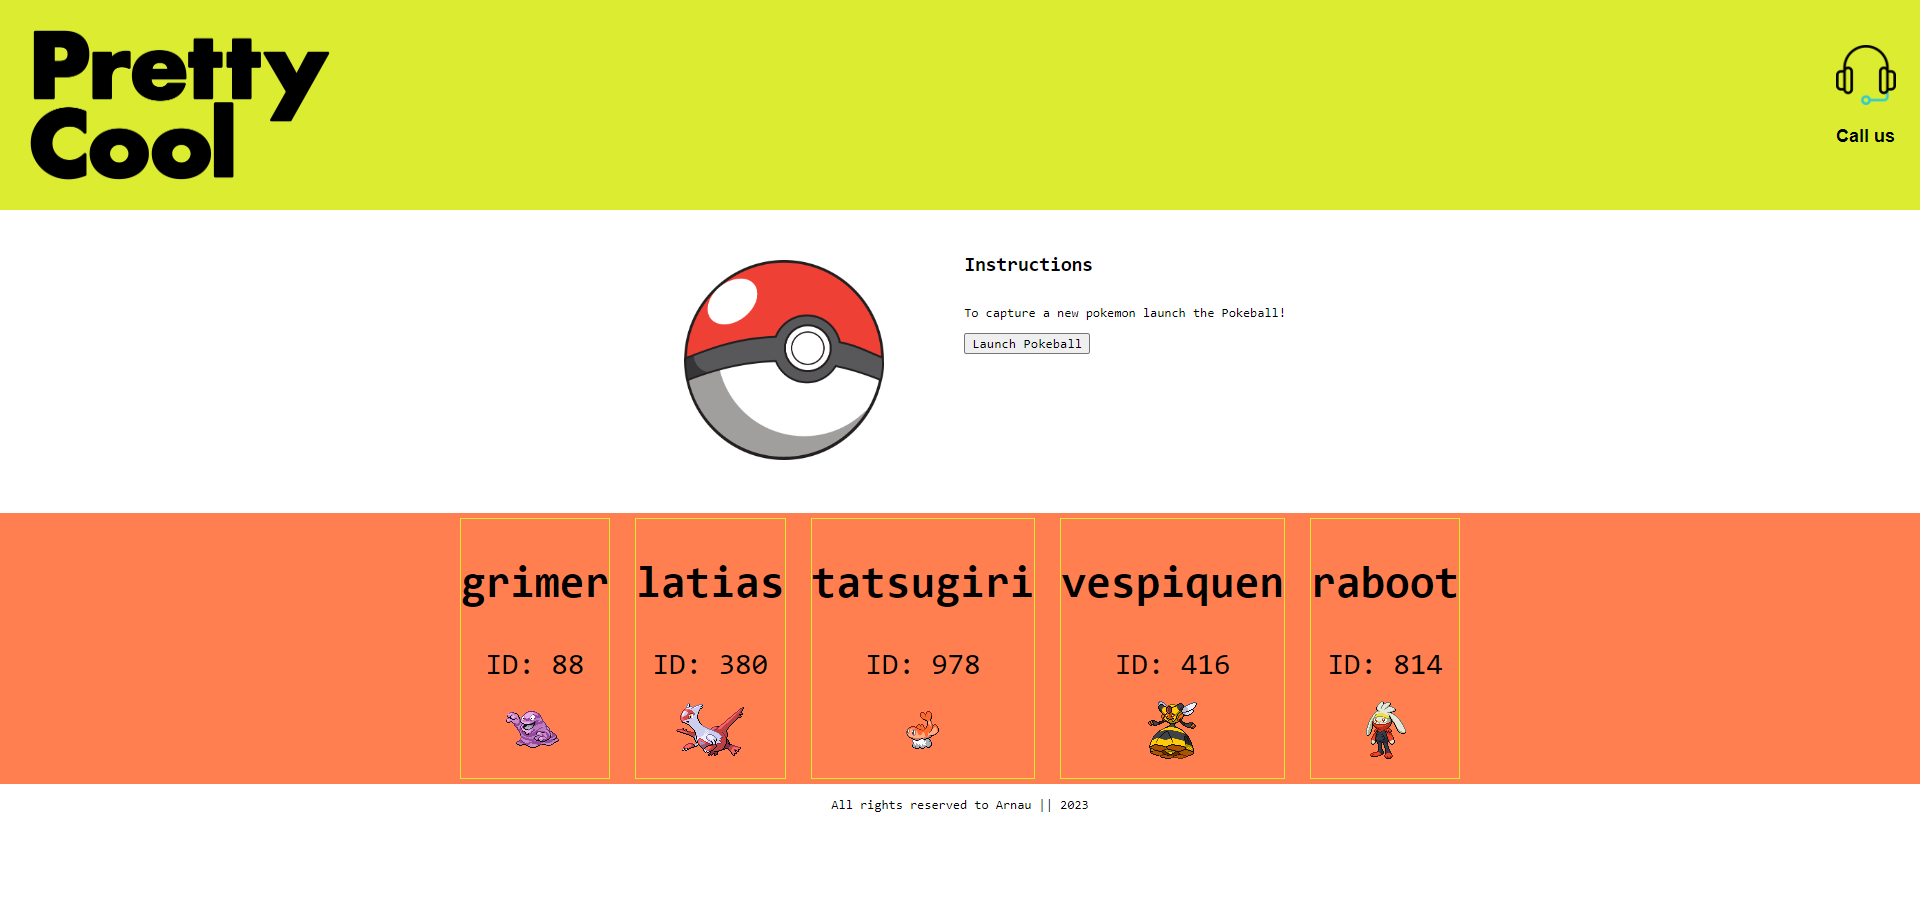 Pretty
Cool
Call us
Instructions
To capture a new pokemon launch the Pokeball!
Launch Pokeball
grimer
ID: 88
latias
ID: 380
tatsugiri
ID: 978
vespiquen
ID: 416
raboot
ID: 814
All rights reserved to Arnau || 2023